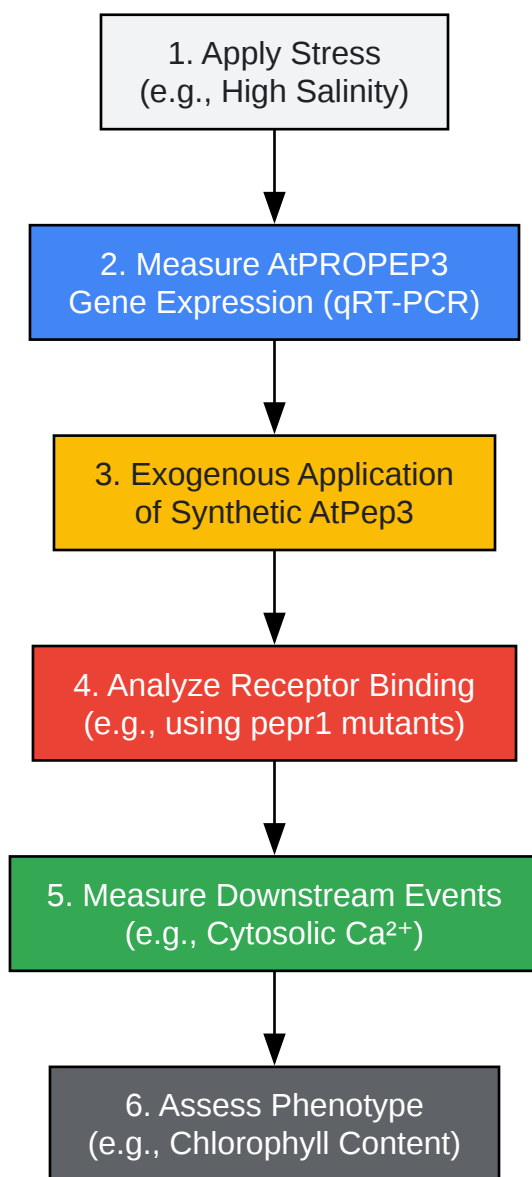 1. Apply Stress
(e.g., High Salinity)
2. Measure AtPROPEP3
Gene Expression (qRT-PCR)
3. Exogenous Application
of Synthetic AtPep3
4. Analyze Receptor Binding
(e.g., using pepr1 mutants)
5. Measure Downstream Events
(e.g., Cytosolic Ca²⁺)
6. Assess Phenotype
(e.g., Chlorophyll Content)